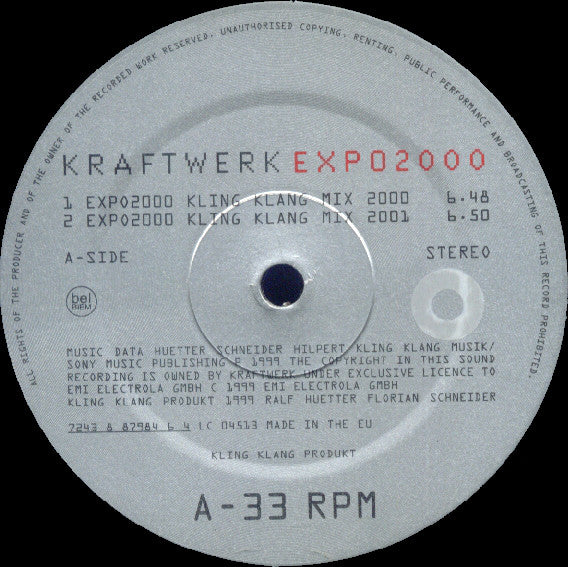 ALL RIGHTS OF THE PRODUCER AND OF THE OWNER OF THE RECORDED WORK RESERVED. UNAUTHORISED COPYING, RENTING, PUBLIC PERFORMANCE AND BROADCASTING OF THIS RECORD PROHIBITED.
KRAFTWERK EXPO2000
1 EXPO2000 KLING KLANG MIX 2000 6.48
2 EXPO2000 KLING KLANG MIX 2001 6.50
A-SIDE STEREO
bel
BIEM
MUSIC DATA HUETTER SCHNEIDER HILPERT KLING KLANG MUSIK/
SONY MUSIC PUBLISHING P 1999 THE COPYRIGHT IN THIS SOUND
RECORDING IS OWNED BY KRAFTWERK UNDER EXCLUSIVE LICENCE TO
EMI ELECTROLA GMBH C 1999 EMI ELECTROLA GMBH
KLING KLANG PRODUKT 1999 RALF HUETTER FLORIAN SCHNEIDER
7243 8 87984 6 4 LC 04513 MADE IN THE EU
KLING KLANG PRODUKT
A-33 RPM